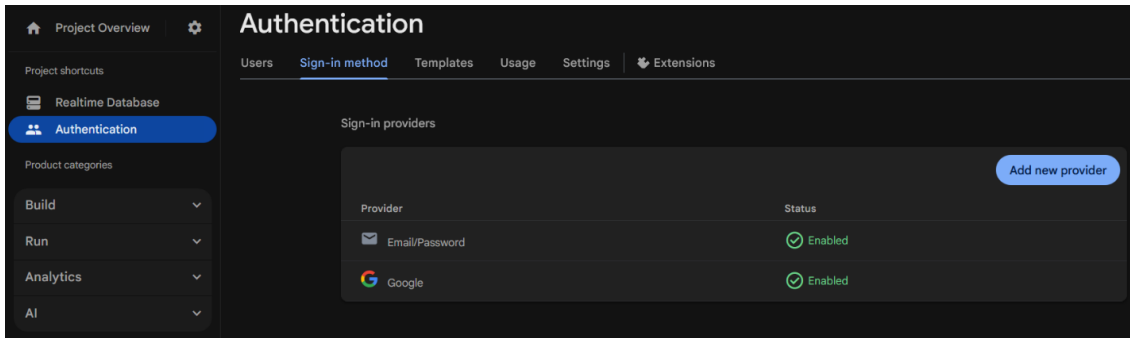 Project Overview
Project shortcuts
Realtime Database
Authentication
Product categories
Build
Run
Analytics
AI
Authentication
Users Sign-in method Templates Usage Settings Extensions
Sign-in providers
Add new provider
Provider Status
Email/Password Enabled
Google Enabled